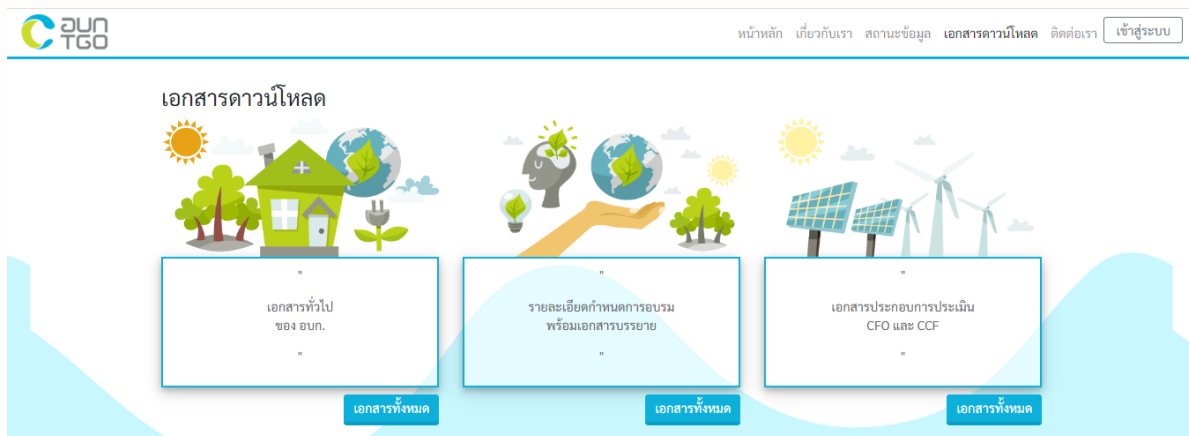 อบก
TGO
หน้าหลัก เกี่ยวกับเรา สถานะข้อมูล เอกสารดาวน์โหลด ติดต่อเรา เข้าสู่ระบบ
เอกสารดาวน์โหลด
"
เอกสารทั่วไป
ของ อบก.
"
เอกสารทั้งหมด
"
รายละเอียดกำหนดการอบรม
พร้อมเอกสารบรรยาย
"
เอกสารทั้งหมด
"
เอกสารประกอบการประเมิน
CFO และ CCF
"
เอกสารทั้งหมด